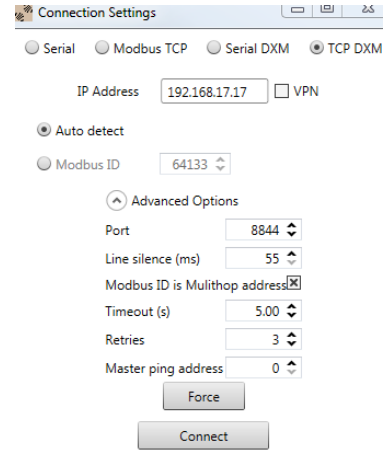 Connection Settings
Serial Modbus TCP Serial DXM TCP DXM
IP Address 192.168.17.17 VPN
Auto detect
Modbus ID 64133
Advanced Options
Port 8844
Line silence (ms) 55
Modbus ID is Mulithop address
Timeout (s) 5.00
Retries 3
Master ping address 0
Force
Connect